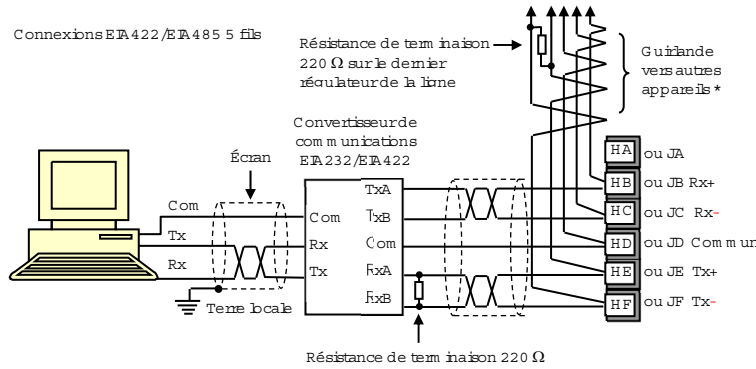 Connexions EIA422/EIA485 5 fils
Résistance de terminaison
220 Ω sur le dernier
régulateur de la ligne
Guirlande
vers autres
appareils *
Convertisseur de
communications
EIA232/EIA422
Écran
HA ou JA
TxA
HB ou JB Rx+
Com
Com
TxB
HC ou JC Rx-
Tx
Rx
Com
HD ou JD Commun
Rx
Tx
RxA
HE ou JE Tx+
RxB
HF ou JF Tx-
Terre locale
Résistance de terminaison 220 Ω